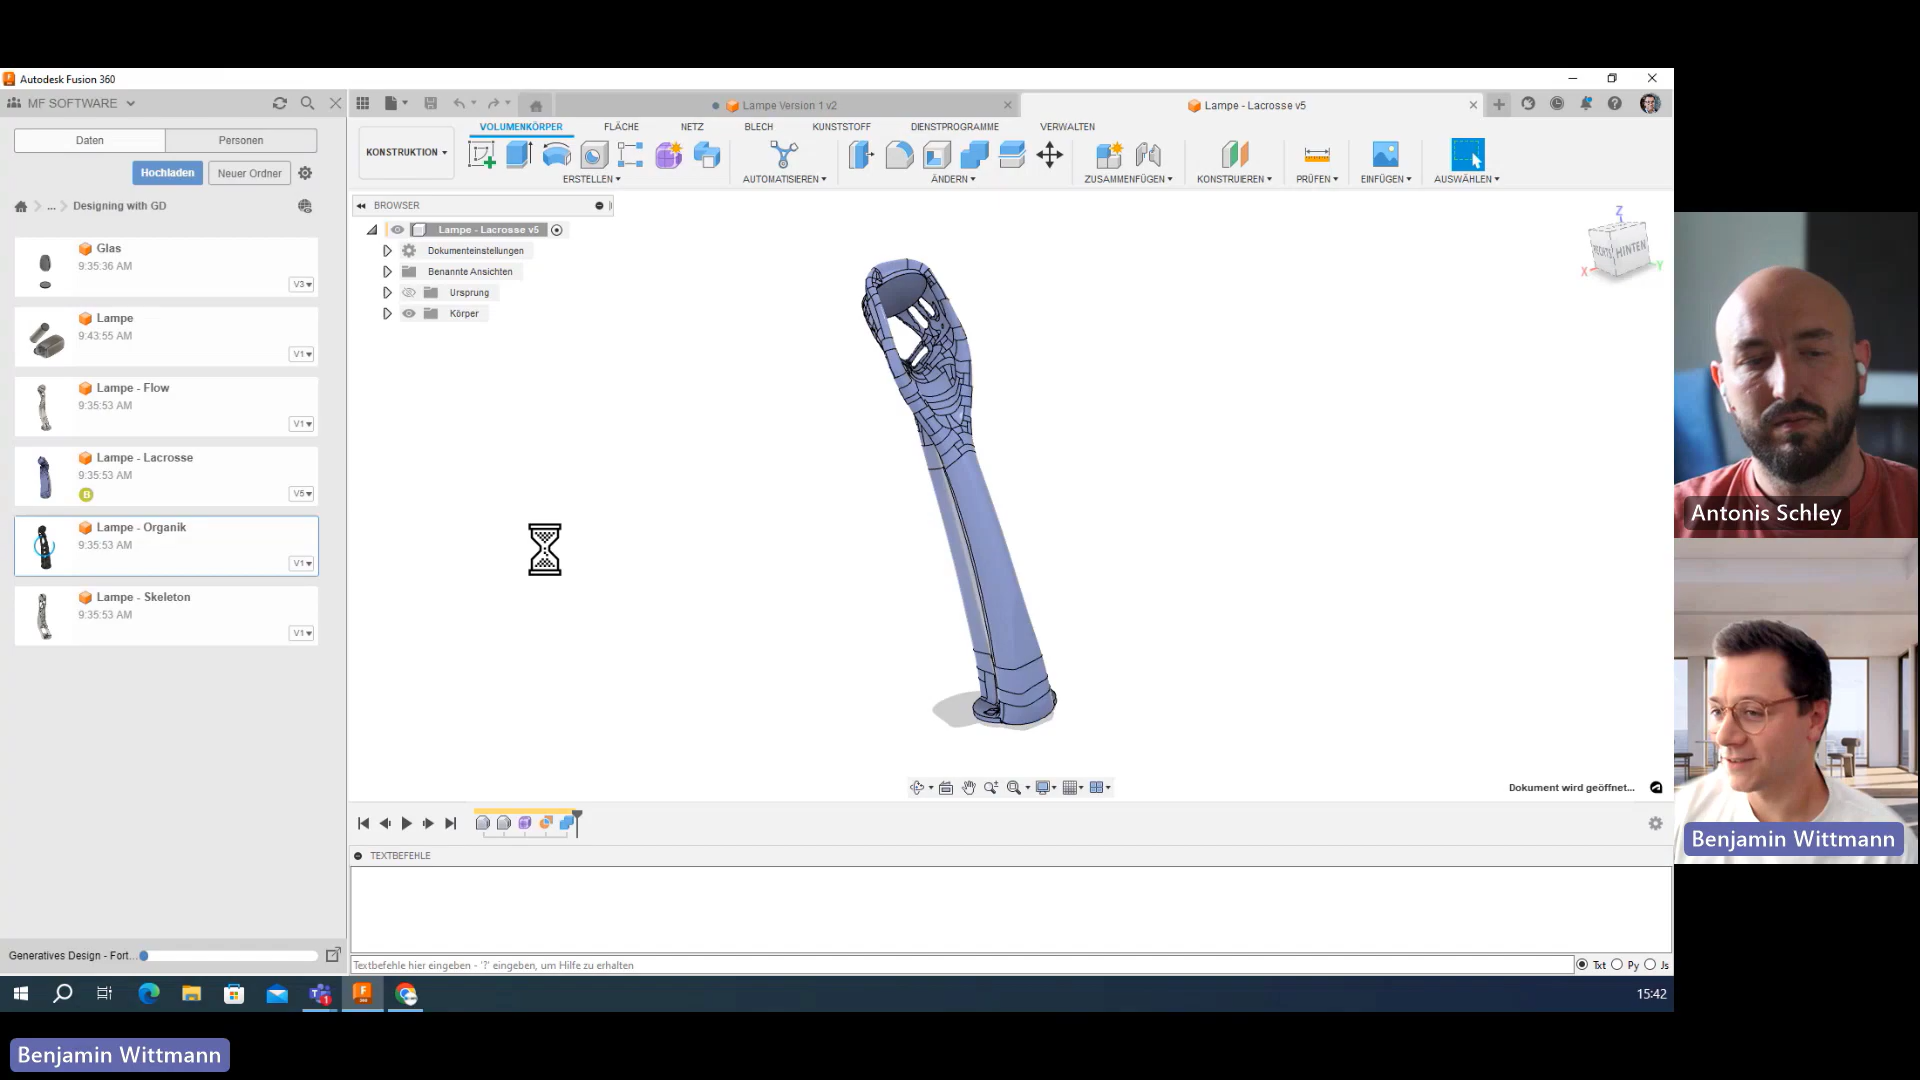 Autodesk Fusion 360
MF SOFTWARE
Lampe Version 1 v2
Lampe - Lacrosse v5
Daten
Personen
Hochladen
Neuer Ordner
KONSTRUKTION
VOLUMENKÖRPER
FLÄCHE
NETZ
BLECH
KUNSTSTOFF
DIENSTPROGRAMME
VERWALTEN
ERSTELLEN
AUTOMATISIEREN
ÄNDERN
ZUSAMMENFÜGEN
KONSTRUIEREN
PRÜFEN
EINFÜGEN
AUSWÄHLEN
... Designing with GD
BROWSER
Lampe - Lacrosse v5
Dokumenteinstellungen
Benannte Ansichten
Ursprung
Körper
Glas
9:35:36 AM
V3
Lampe
9:43:55 AM
V1
Lampe - Flow
9:35:53 AM
V1
Lampe - Lacrosse
9:35:53 AM
B
V5
Lampe - Organik
9:35:53 AM
V1
Lampe - Skeleton
9:35:53 AM
V1
Z
RECHTS
HINTEN
X
Y
Antonis Schley
Benjamin Wittmann
Dokument wird geöffnet...
TEXTBEFEHLE
Generatives Design - Fort...
Textbefehle hier eingeben - '?' eingeben, um Hilfe zu erhalten
Txt
Py
Js
15:42
Benjamin Wittmann